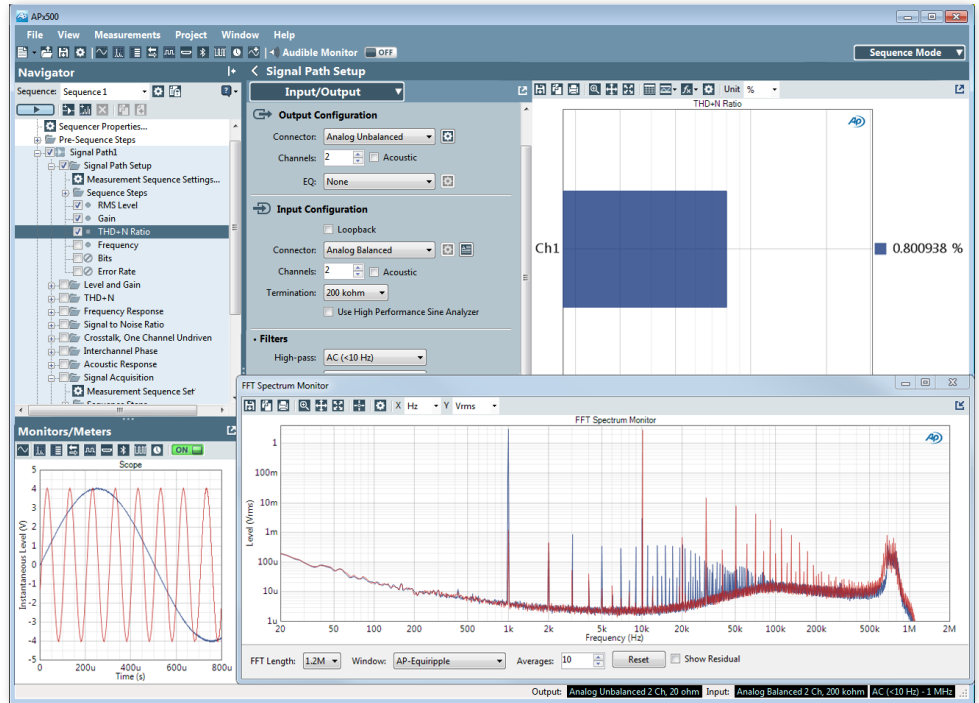 APx500
File View Measurements Project Window Help
Audible Monitor OFF
Sequence Mode
Navigator
Signal Path Setup
Sequence: Sequence 1
Sequencer Properties...
Pre-Sequence Steps
Signal Path1
Signal Path Setup
Measurement Sequence Settings...
Sequence Steps
RMS Level
Gain
THD+N Ratio
Frequency
Bits
Error Rate
Level and Gain
THD+N
Frequency Response
Signal to Noise Ratio
Crosstalk, One Channel Undriven
Interchannel Phase
Acoustic Response
Signal Acquisition
Measurement Sequence Set
Input/Output
Output Configuration
Connector: Analog Unbalanced
Channels: 2 Acoustic
EQ: None
Input Configuration
Loopback
Connector: Analog Balanced
Channels: 2 Acoustic
Termination: 200 kohm
Use High Performance Sine Analyzer
Filters
High-pass: AC (<10 Hz)
Unit %
THD+N Ratio
AP
Ch1
0.800938 %
Monitors/Meters
ON
Scope
Instantaneous Level (V)
5
4
3
2
1
0
-1
-2
-3
-4
-5
0 200u 400u 600u 800u
Time (s)
FFT Spectrum Monitor
X Hz Y Vrms
FFT Spectrum Monitor
AP
Level (Vrms)
1
100m
10m
1m
100u
10u
1u
20 50 100 200 500 1k 2k 5k 10k 20k 50k 100k 200k 500k 1M 2M
Frequency (Hz)
FFT Length: 1.2M Window: AP-Equiripple Averages: 10 Reset Show Residual
Output: Analog Unbalanced 2 Ch, 20 ohm Input: Analog Balanced 2 Ch, 200 kohm AC (<10 Hz) - 1 MHz